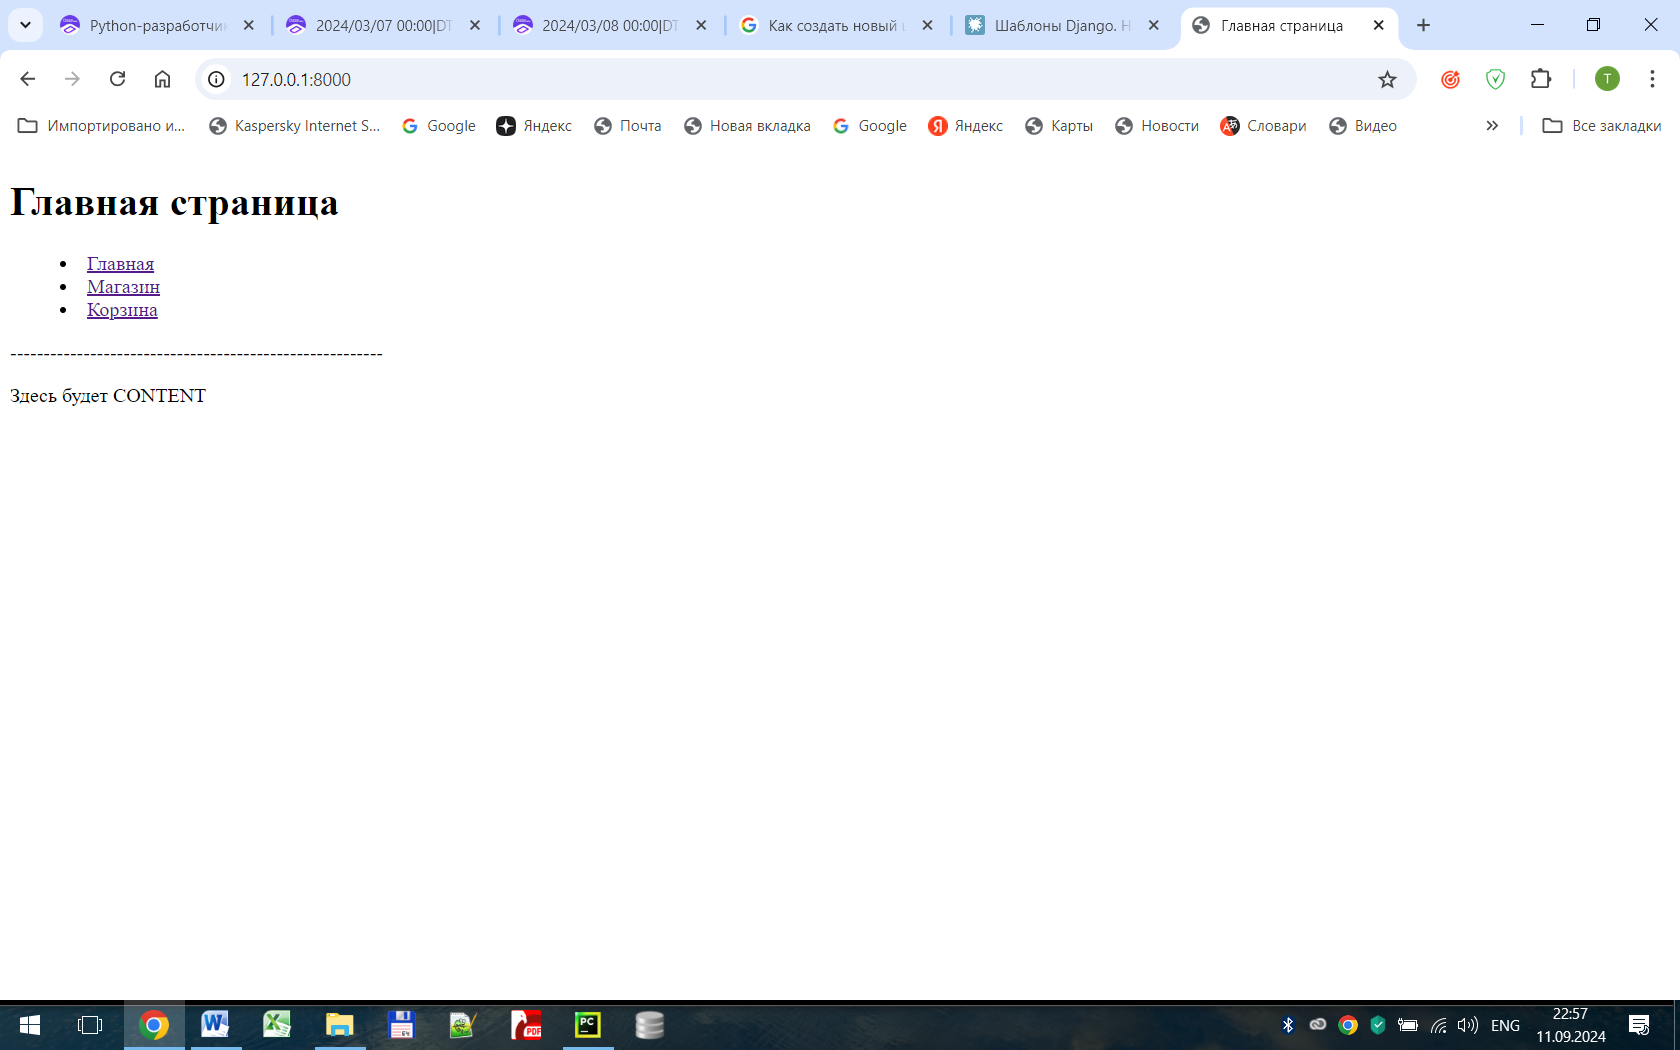 Python-разработчик
2024/03/07 00:00|DT
2024/03/08 00:00|DT
Как создать новый
Шаблоны Django.
Главная страница
127.0.0.1:8000
T
Импортировано и...
Kaspersky Internet S...
Google
Яндекс
Почта
Новая вкладка
Google
Яндекс
Карты
Новости
Словари
Видео
Все закладки
Главная страница
Главная
Магазин
Корзина
--------------------------------------------------------
Здесь будет CONTENT
ENG
22:57
11.09.2024